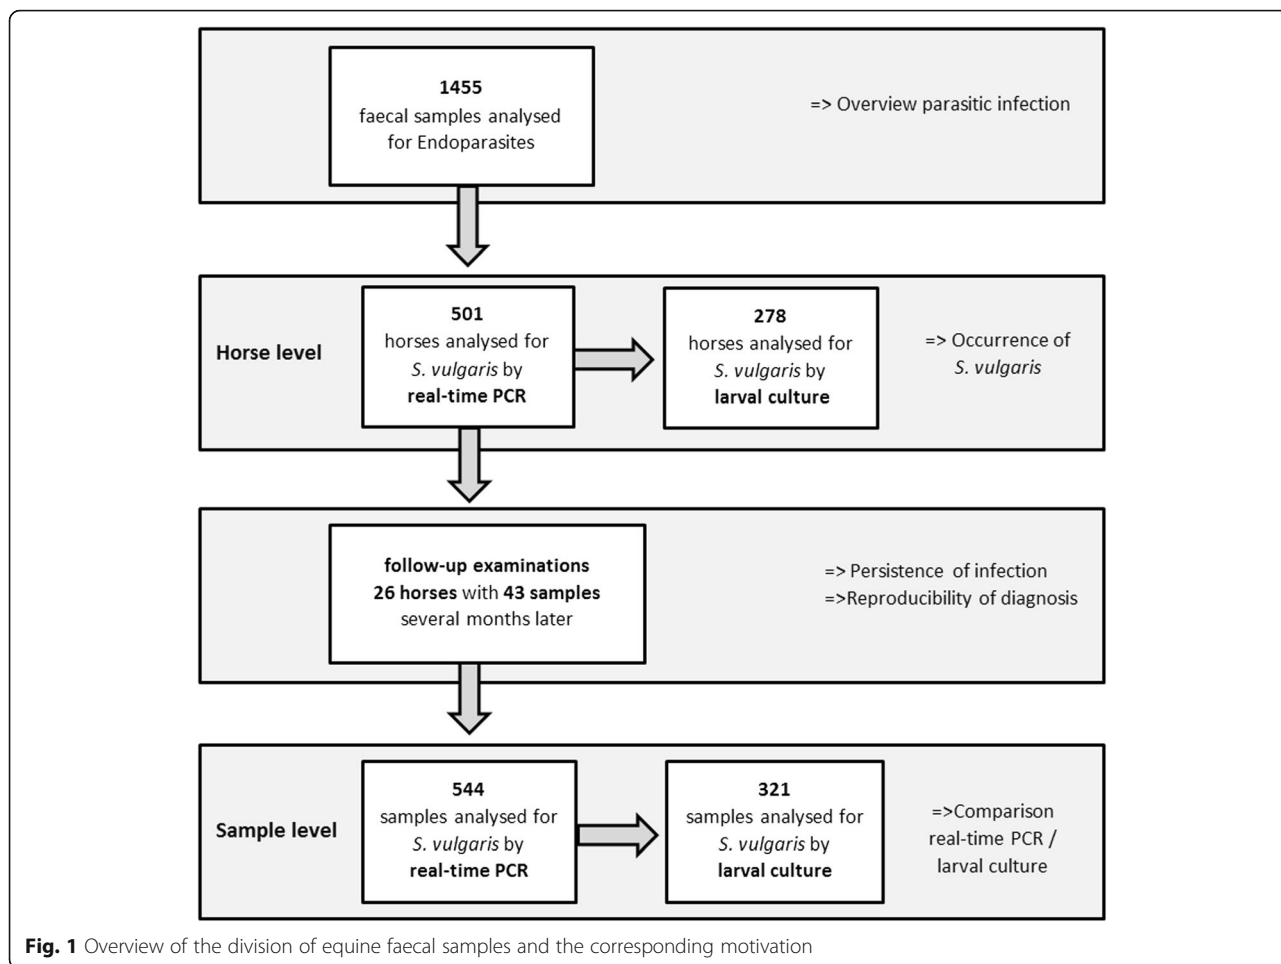 1455
faecal samples analysed
for Endoparasites
=> Overview parasitic infection
Horse level
501
horses analysed for
S. vulgaris by
real-time PCR
278
horses analysed for
S. vulgaris by
larval culture
=> Occurrence of
S. vulgaris
follow-up examinations
26 horses with 43 samples
several months later
=> Persistence of infection
=>Reproducibility of diagnosis
Sample level
544
samples analysed for
S. vulgaris by
real-time PCR
321
samples analysed for
S. vulgaris by
larval culture
=>Comparison
real-time PCR /
larval culture
Fig. 1 Overview of the division of equine faecal samples and the corresponding motivation